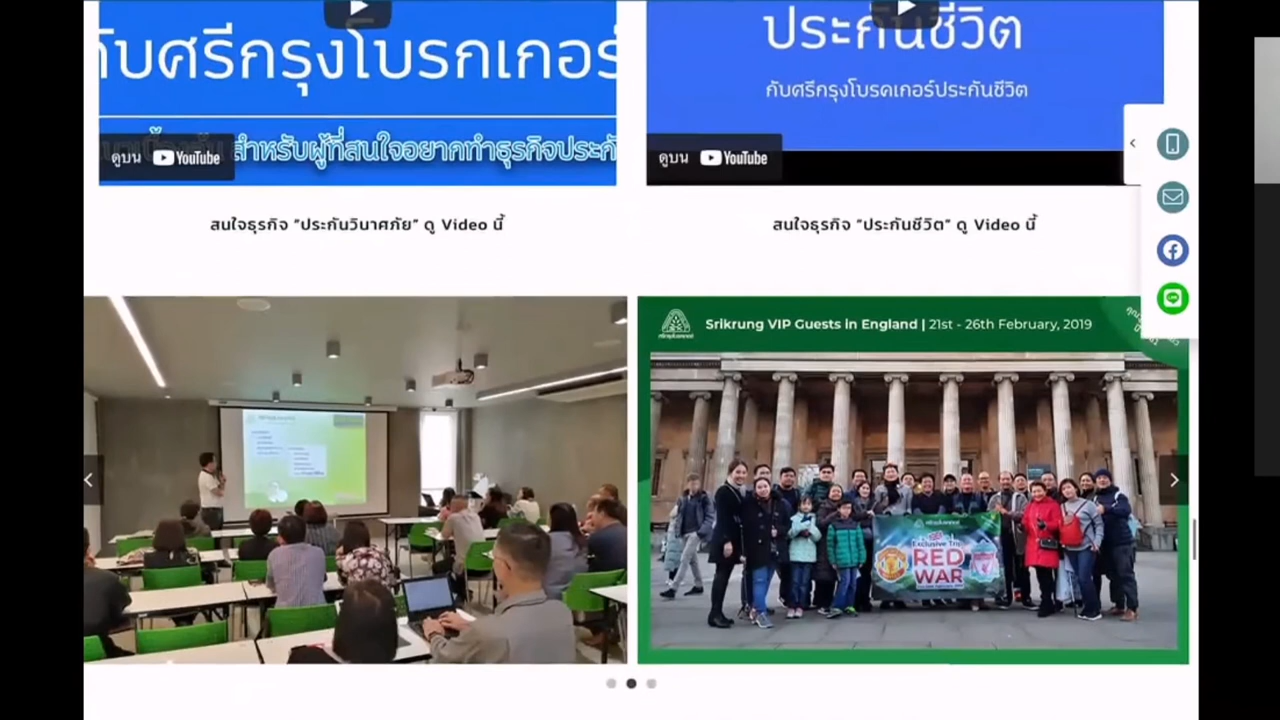 กับศรีกรุงโบรกเกอร์
ประกันชีวิต
กับศรีกรุงโบรคเกอร์ประกันชีวิต
สำหรับผู้ที่สนใจอยากทำธุรกิจประกั
ดูบน YouTube
ดูบน YouTube
สนใจธุรกิจ “ประกันวินาศภัย” ดู Video นี้
สนใจธุรกิจ “ประกันชีวิต” ดู Video นี้
Srikrung VIP Guests in England | 21st - 26th February, 2019
Exclusive Trip
RED
WAR